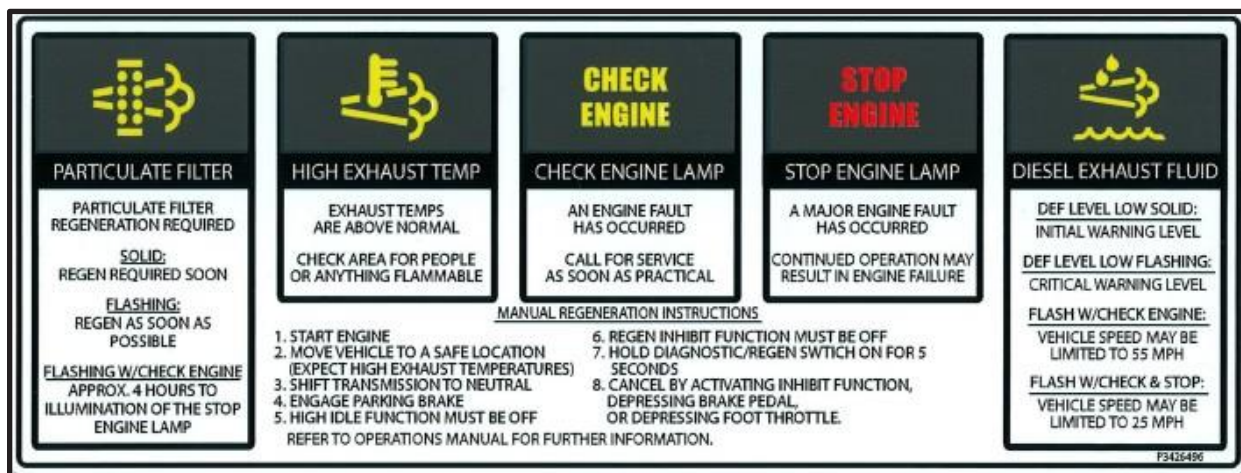 PARTICULATE FILTER
PARTICULATE FILTER
REGENERATION REQUIRED
SOLID:
REGEN REQUIRED SOON
FLASHING:
REGEN AS SOON AS
POSSIBLE
FLASHING W/CHECK ENGINE
APPROX. 4 HOURS TO
ILLUMINATION OF THE STOP
ENGINE LAMP
HIGH EXHAUST TEMP
EXHAUST TEMPS
ARE ABOVE NORMAL
CHECK AREA FOR PEOPLE
OR ANYTHING FLAMMABLE
CHECK
ENGINE
CHECK ENGINE LAMP
AN ENGINE FAULT
HAS OCCURRED
CALL FOR SERVICE
AS SOON AS PRACTICAL
STOP
ENGINE
STOP ENGINE LAMP
A MAJOR ENGINE FAULT
HAS OCCURRED
CONTINUED OPERATION MAY
RESULT IN ENGINE FAILURE
DIESEL EXHAUST FLUID
DEF LEVEL LOW SOLID:
INITIAL WARNING LEVEL
DEF LEVEL LOW FLASHING:
CRITICAL WARNING LEVEL
FLASH W/CHECK ENGINE:
VEHICLE SPEED MAY BE
LIMITED TO 55 MPH
FLASH W/CHECK & STOP:
VEHICLE SPEED MAY BE
LIMITED TO 25 MPH
MANUAL REGENERATION INSTRUCTIONS
1. START ENGINE
2. MOVE VEHICLE TO A SAFE LOCATION
(EXPECT HIGH EXHAUST TEMPERATURES)
3. SHIFT TRANSMISSION TO NEUTRAL
4. ENGAGE PARKING BRAKE
5. HIGH IDLE FUNCTION MUST BE OFF
6. REGEN INHIBIT FUNCTION MUST BE OFF
7. HOLD DIAGNOSTIC/REGEN SWTICH ON FOR 5
SECONDS
8. CANCEL BY ACTIVATING INHIBIT FUNCTION,
DEPRESSING BRAKE PEDAL,
OR DEPRESSING FOOT THROTTLE.
REFER TO OPERATIONS MANUAL FOR FURTHER INFORMATION.
P3426496